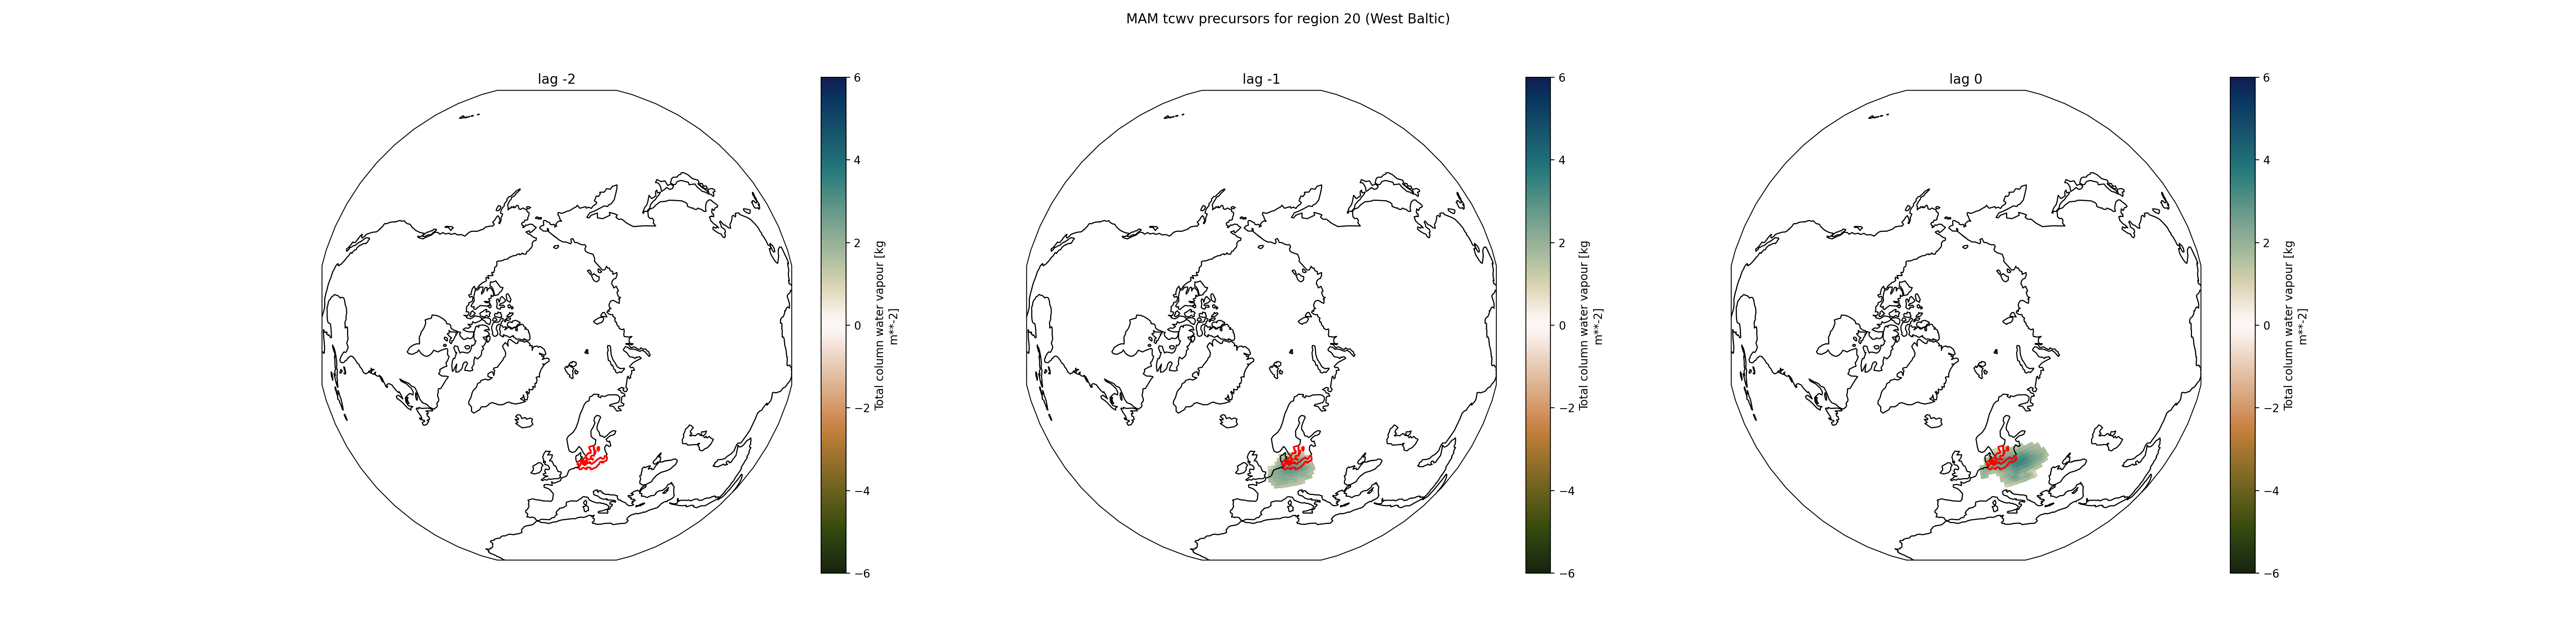 MAM tcwv precursors for region 20 (West Baltic)
lag -2
6
4
2
0
−2
−4
−6
Total column water vapour [kg
m**-2]
lag -1
6
4
2
0
−2
−4
−6
Total column water vapour [kg
m**-2]
lag 0
6
4
2
0
−2
−4
−6
Total column water vapour [kg
m**-2]